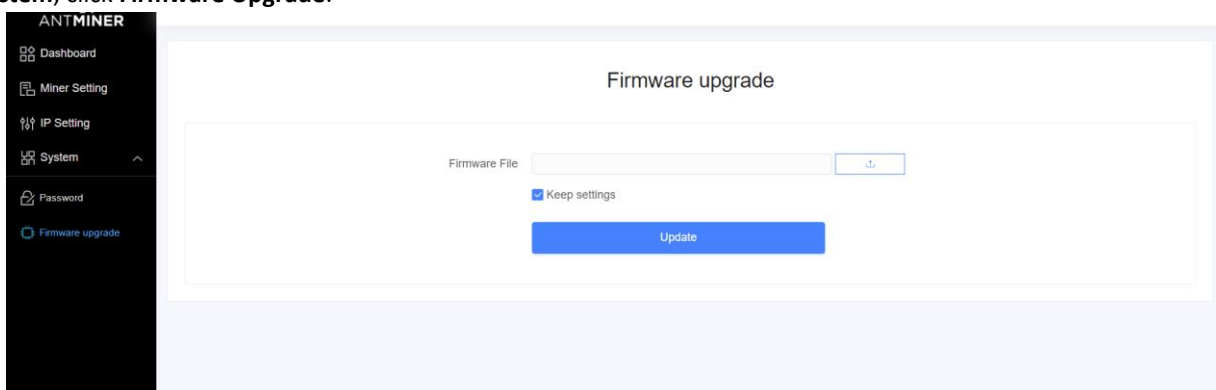 ANTMINER
Dashboard
Miner Setting
IP Setting
System
Password
Firmware upgrade
Firmware upgrade
Firmware File
Keep settings
Update